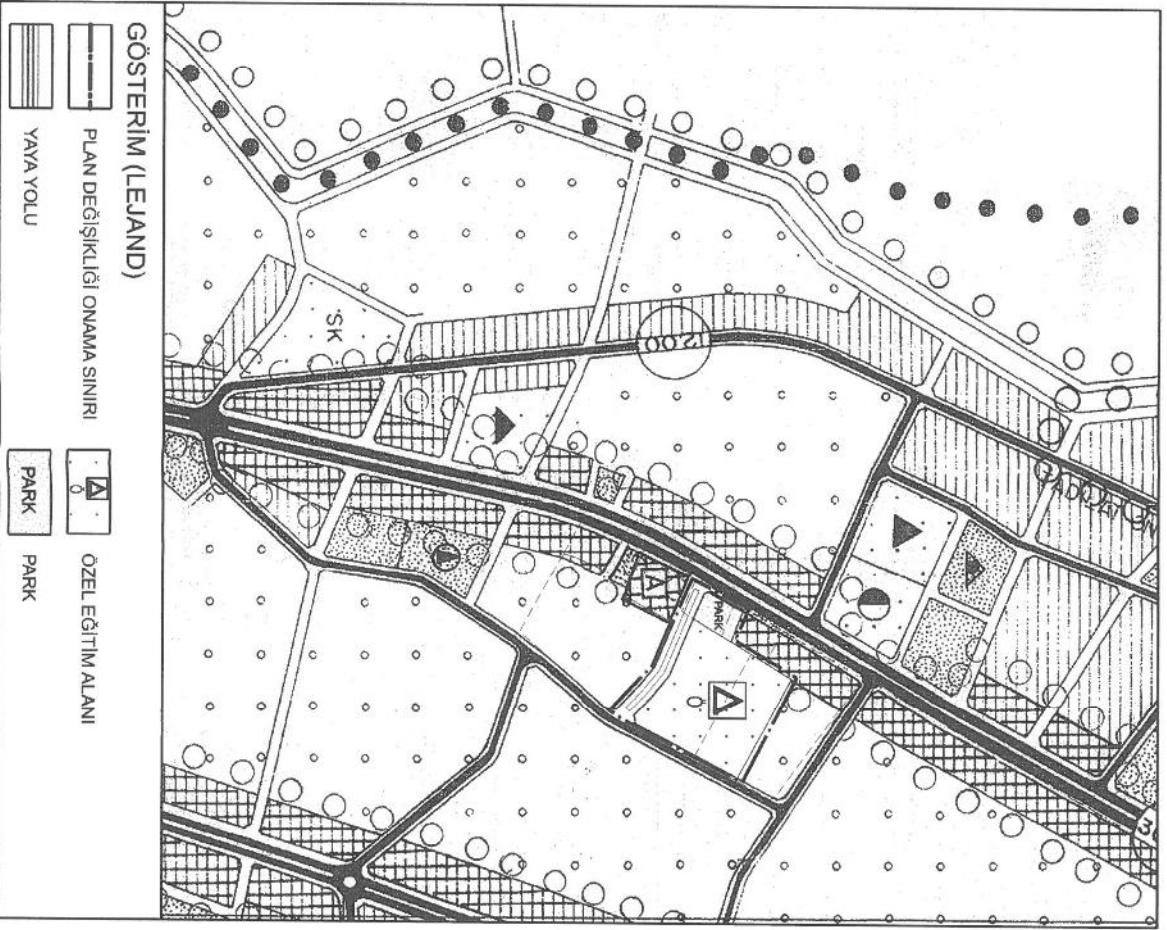 GÖSTERİM (LEJAND)
PLAN DEĞİŞİKLİĞİ ONAMA SINIRI
YAYA YOLU
Ö
ÖZEL EĞİTİM ALANI
PARK
PARK
SK
12.00
PARK
A
Ö